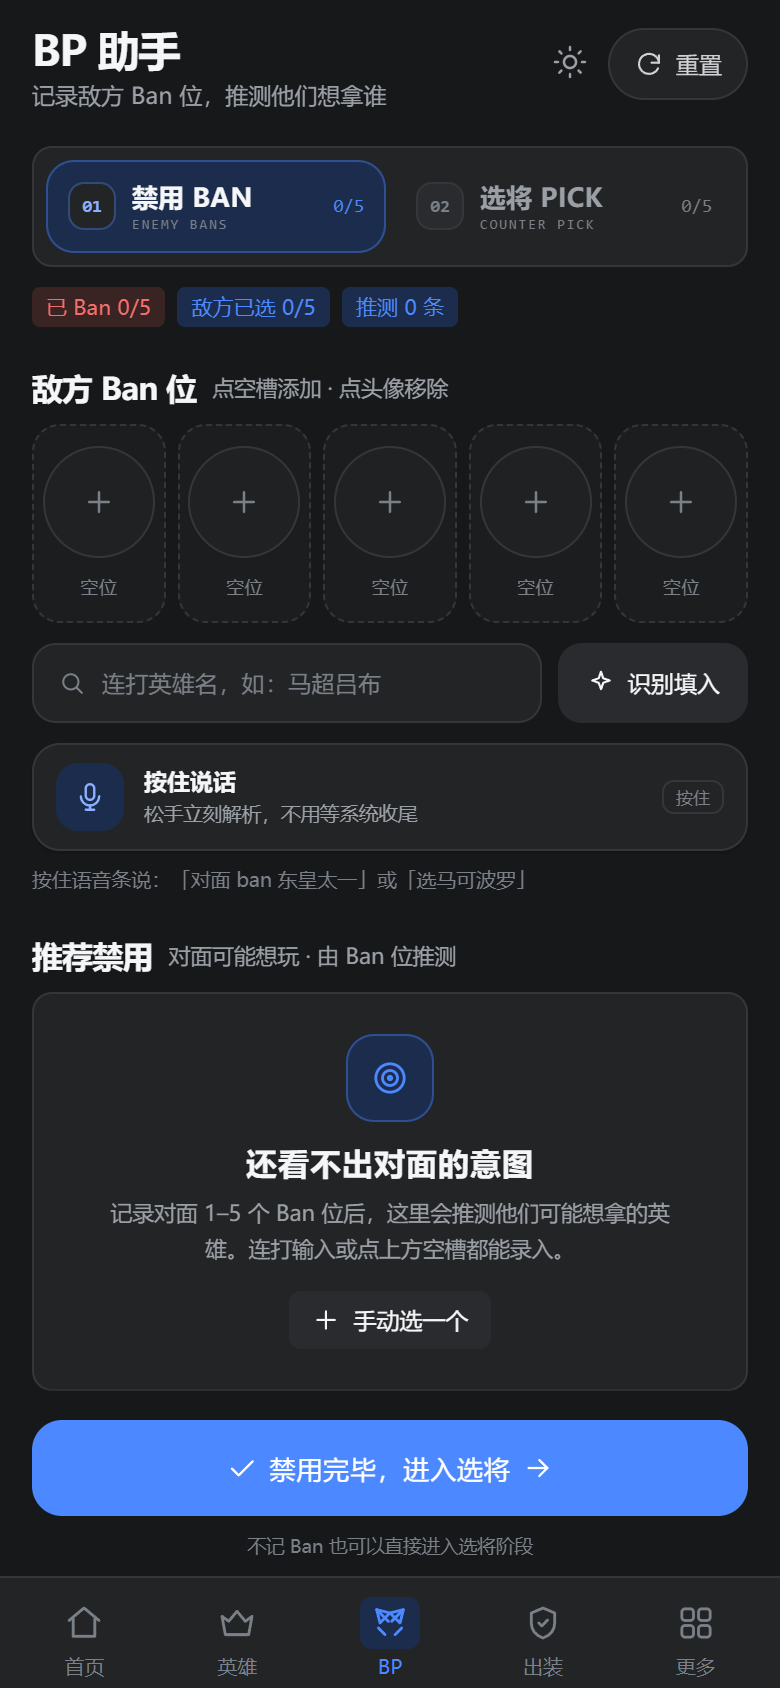 BP 助手
记录敌方 Ban 位，推测他们想拿谁
重置
01 禁用 BAN 0/5
ENEMY BANS
02 选将 PICK 0/5
COUNTER PICK
已 Ban 0/5
敌方已选 0/5
推测 0 条
敌方 Ban 位 点空槽添加 · 点头像移除
空位 空位 空位 空位 空位
连打英雄名，如：马超吕布
识别填入
按住说话
松手立刻解析，不用等系统收尾
按住
按住语音条说：「对面 ban 东皇太一」或「选马可波罗」
推荐禁用 对面可能想玩 · 由 Ban 位推测
还看不出对面的意图
记录对面 1–5 个 Ban 位后，这里会推测他们可能想拿的英
雄。连打输入或点上方空槽都能录入。
手动选一个
禁用完毕，进入选将
不记 Ban 也可以直接进入选将阶段
首页 英雄 BP 出装 更多